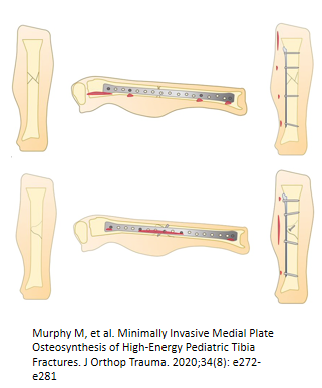 Murphy M, et al. Minimally Invasive Medial Plate
Osteosynthesis of High-Energy Pediatric Tibia
Fractures. J Orthop Trauma. 2020;34(8): e272-
e281